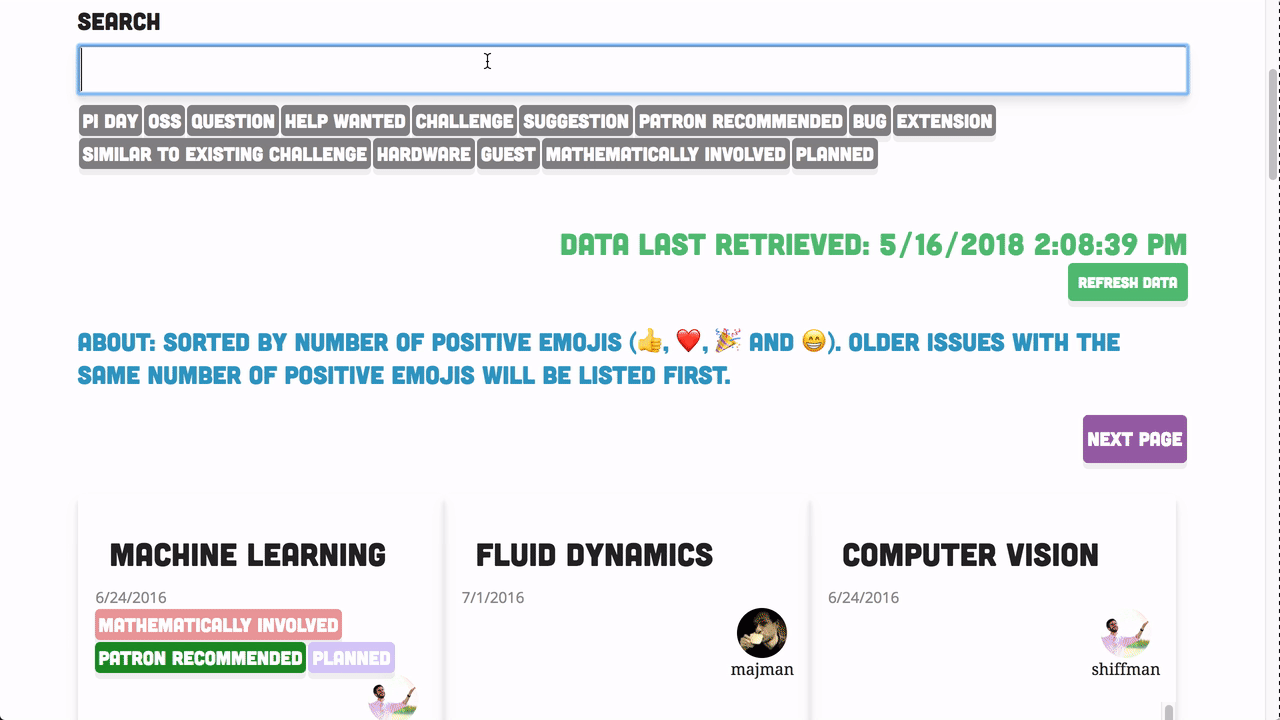 SEARCH
PI DAY OSS QUESTION HELP WANTED CHALLENGE SUGGESTION PATRON RECOMMENDED BUG EXTENSION
SIMILAR TO EXISTING CHALLENGE HARDWARE GUEST MATHEMATICALLY INVOLVED PLANNED
DATA LAST RETRIEVED: 5/16/2018 2:08:39 PM
REFRESH DATA
ABOUT: SORTED BY NUMBER OF POSITIVE EMOJIS (👍, ❤️, 🎉 AND 😁). OLDER ISSUES WITH THE
SAME NUMBER OF POSITIVE EMOJIS WILL BE LISTED FIRST.
NEXT PAGE
MACHINE LEARNING
6/24/2016
MATHEMATICALLY INVOLVED
PATRON RECOMMENDED PLANNED
FLUID DYNAMICS
7/1/2016
majman
COMPUTER VISION
6/24/2016
shiffman